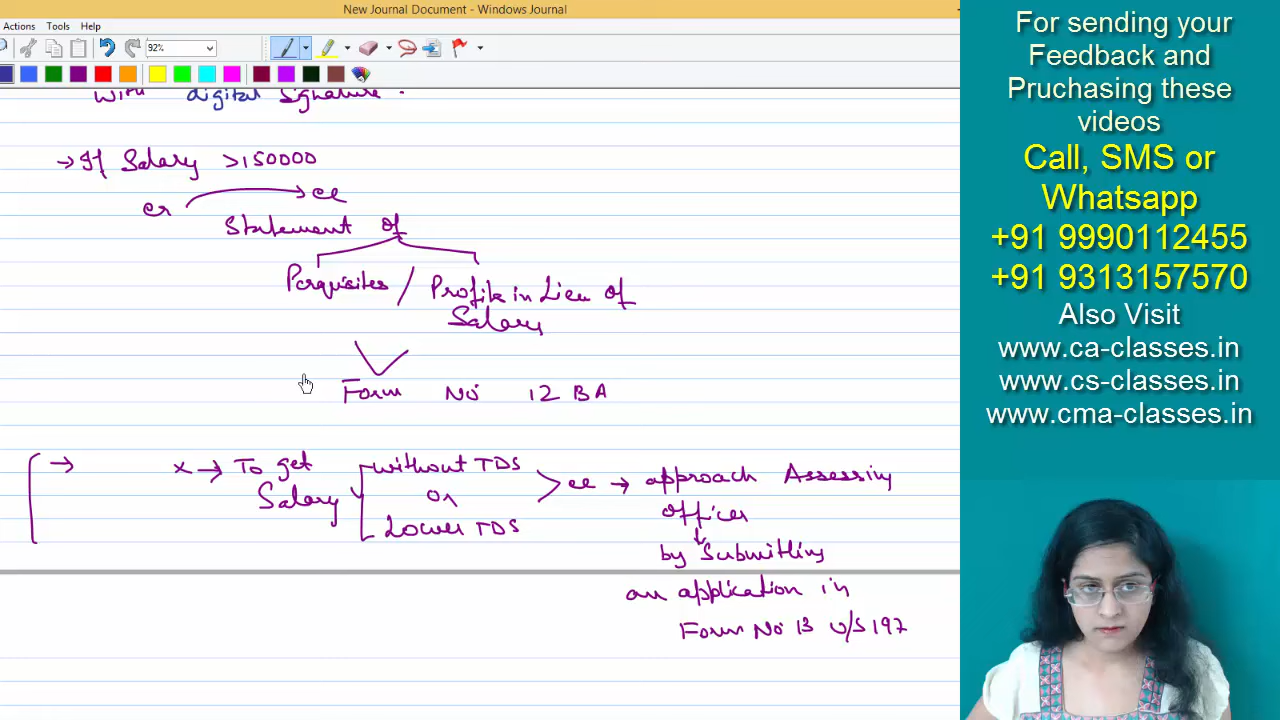 New Journal Document - Windows Journal
Actions Tools Help
92%
with digital Signature.
→ If Salary >150000
er → ee
Statement of
Perquisites / Profits in Lieu of
Salary
Form No 12 BA
→ x → To get Salary without TDS
or
Lower TDS
ee → approach Assessing
officer
↓
by Submitting
an application in
Form No 13 U/S 197
For sending your
Feedback and
Pruchasing these
videos
Call, SMS or
Whatsapp
+91 9990112455
+91 9313157570
Also Visit
www.ca-classes.in
www.cs-classes.in
www.cma-classes.in